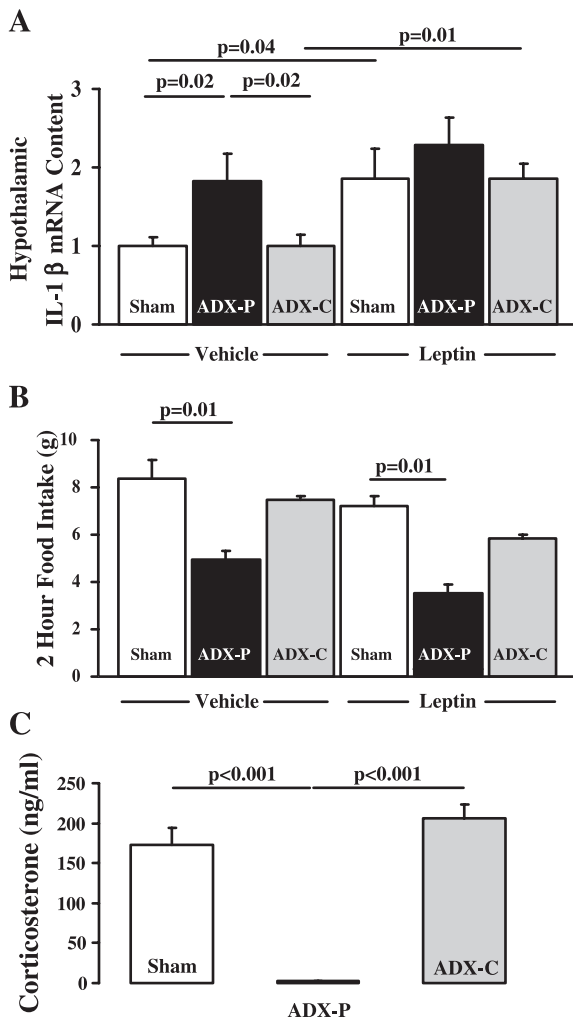 A
p=0.01
p=0.04
p=0.02 p=0.02
Hypothalamic
IL-1 β mRNA Content
3
2
1
0
Sham ADX-P ADX-C Sham ADX-P ADX-C
Vehicle Leptin
B
p=0.01
p=0.01
2 Hour Food Intake (g)
10
8
6
4
2
0
Sham ADX-P ADX-C Sham ADX-P ADX-C
Vehicle Leptin
C
p<0.001 p<0.001
Corticosterone (ng/ml)
250
200
150
100
50
0
Sham ADX-C
ADX-P